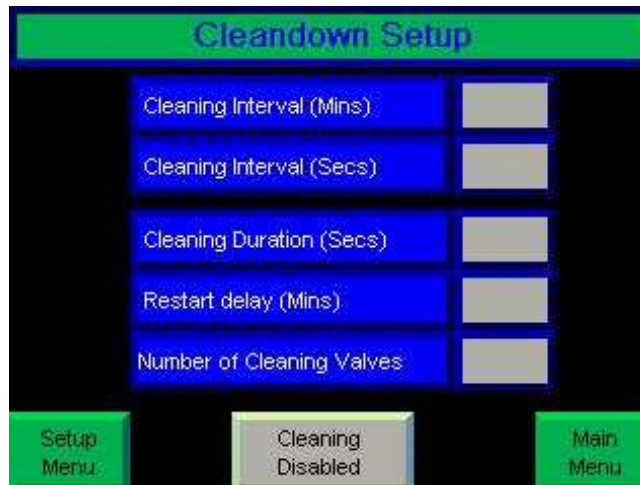 Cleandown Setup
Cleaning Interval (Mins)
Cleaning Interval (Secs)
Cleaning Duration (Secs)
Restart delay (Mins)
Number of Cleaning Valves
Setup
Menu
Cleaning
Disabled
Main
Menu